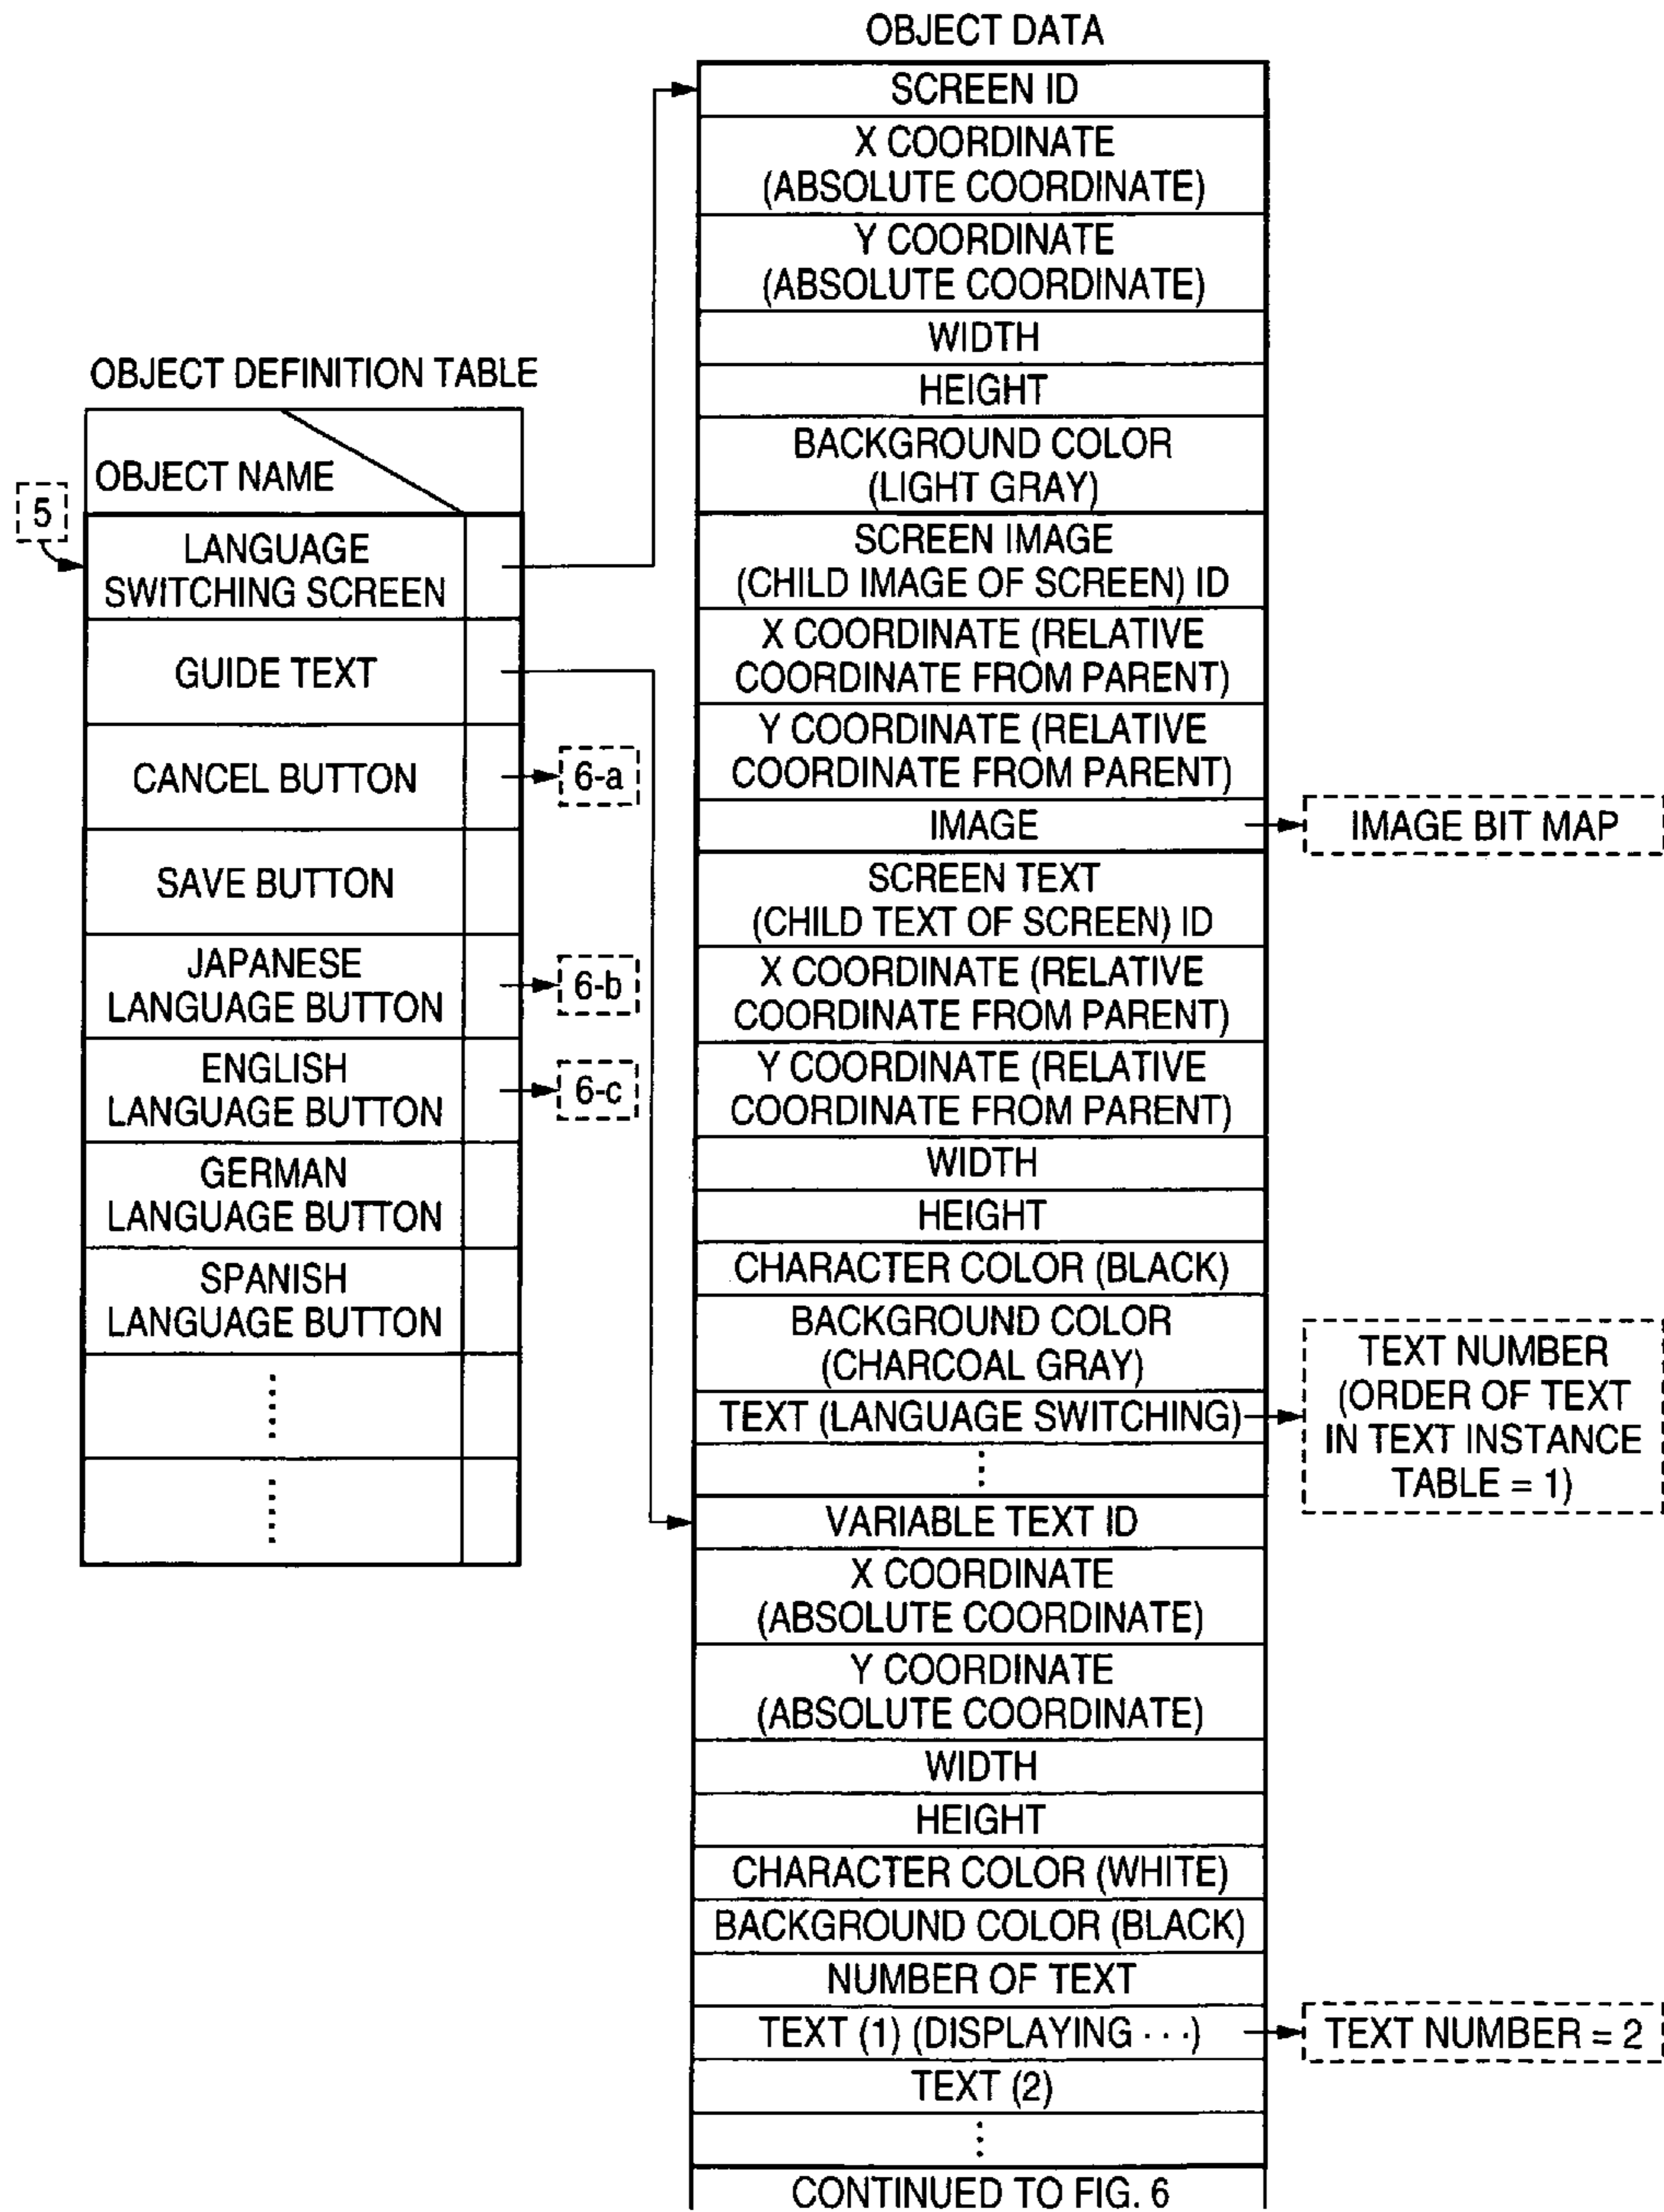 OBJECT DEFINITION TABLE
OBJECT NAME
5
LANGUAGE
SWITCHING SCREEN
GUIDE TEXT
CANCEL BUTTON
6-a
SAVE BUTTON
JAPANESE
LANGUAGE BUTTON
6-b
ENGLISH
LANGUAGE BUTTON
6-c
GERMAN
LANGUAGE BUTTON
SPANISH
LANGUAGE BUTTON
OBJECT DATA
SCREEN ID
X COORDINATE
(ABSOLUTE COORDINATE)
Y COORDINATE
(ABSOLUTE COORDINATE)
WIDTH
HEIGHT
BACKGROUND COLOR
(LIGHT GRAY)
SCREEN IMAGE
(CHILD IMAGE OF SCREEN) ID
X COORDINATE (RELATIVE
COORDINATE FROM PARENT)
Y COORDINATE (RELATIVE
COORDINATE FROM PARENT)
IMAGE
IMAGE BIT MAP
SCREEN TEXT
(CHILD TEXT OF SCREEN) ID
X COORDINATE (RELATIVE
COORDINATE FROM PARENT)
Y COORDINATE (RELATIVE
COORDINATE FROM PARENT)
WIDTH
HEIGHT
CHARACTER COLOR (BLACK)
BACKGROUND COLOR
(CHARCOAL GRAY)
TEXT (LANGUAGE SWITCHING)
TEXT NUMBER
(ORDER OF TEXT
IN TEXT INSTANCE
TABLE = 1)
VARIABLE TEXT ID
X COORDINATE
(ABSOLUTE COORDINATE)
Y COORDINATE
(ABSOLUTE COORDINATE)
WIDTH
HEIGHT
CHARACTER COLOR (WHITE)
BACKGROUND COLOR (BLACK)
NUMBER OF TEXT
TEXT (1) (DISPLAYING ···)
TEXT NUMBER = 2
TEXT (2)
CONTINUED TO FIG. 6